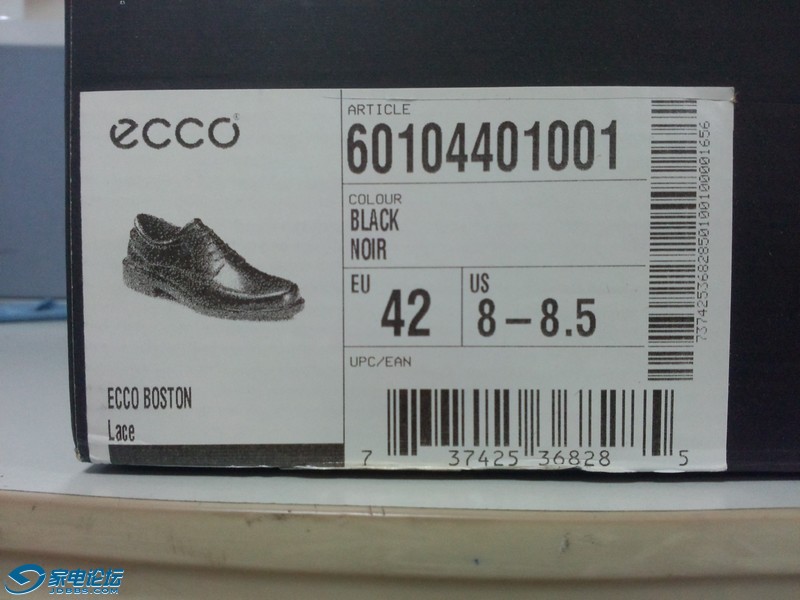 ecco
ARTICLE
60104401001
COLOUR
BLACK
NOIR
EU
42
US
8-8.5
UPC/EAN
7 37425 36828 5
ECCO BOSTON
Lace
73742536828501001000001656
家电论坛
JDBBS.COM